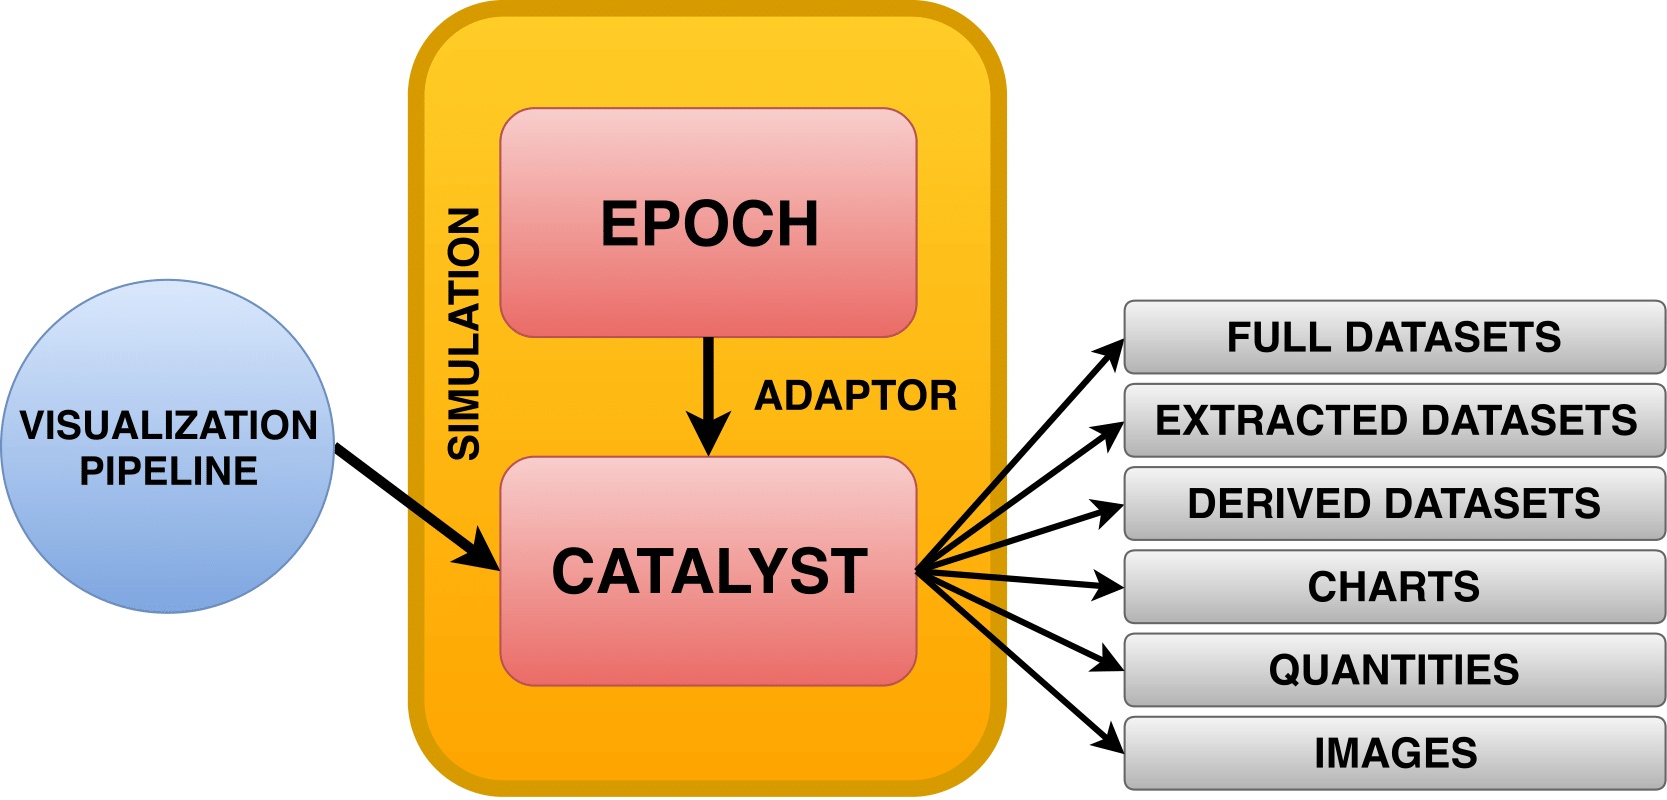 VISUALIZATION
PIPELINE
SIMULATION
EPOCH
ADAPTOR
CATALYST
FULL DATASETS
EXTRACTED DATASETS
DERIVED DATASETS
CHARTS
QUANTITIES
IMAGES